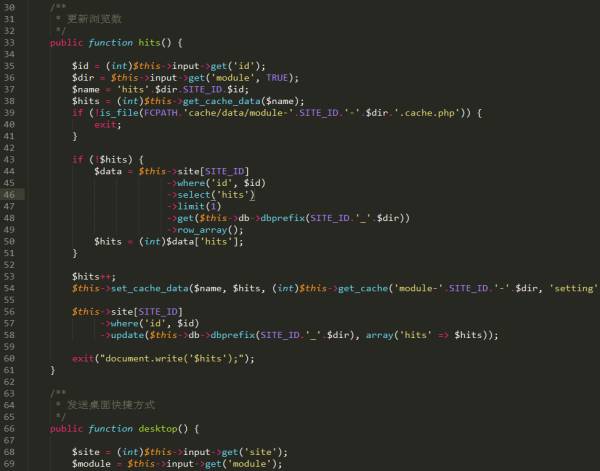 30 /**
31 * 更新浏览数
32 */
33 public function hits() {
34
35 $id = (int)$this->input->get('id');
36 $dir = $this->input->get('module', TRUE);
37 $name = 'hits'.$dir.SITE_ID.$id;
38 $hits = (int)$this->get_cache_data($name);
39 if (!is_file(FCPATH.'cache/data/module-'.SITE_ID.'-'.$dir.'.cache.php')) {
40 exit;
41 }
42
43 if (!$hits) {
44 $data = $this->site[SITE_ID]
45 ->where('id', $id)
46 ->select('hits')
47 ->limit(1)
48 ->get($this->db->dbprefix(SITE_ID.'_'.$dir))
49 ->row_array();
50 $hits = (int)$data['hits'];
51 }
52
53 $hits++;
54 $this->set_cache_data($name, $hits, (int)$this->get_cache('module-'.SITE_ID.'-'.$dir, 'setting'
55
56 $this->site[SITE_ID]
57 ->where('id', $id)
58 ->update($this->db->dbprefix(SITE_ID.'_'.$dir), array('hits' => $hits));
59
60 exit("document.write('$hits');");
61 }
62
63 /**
64 * 发送桌面快捷方式
65 */
66 public function desktop() {
67
68 $site = (int)$this->input->get('site');
69 $module = $this->input->get('module');